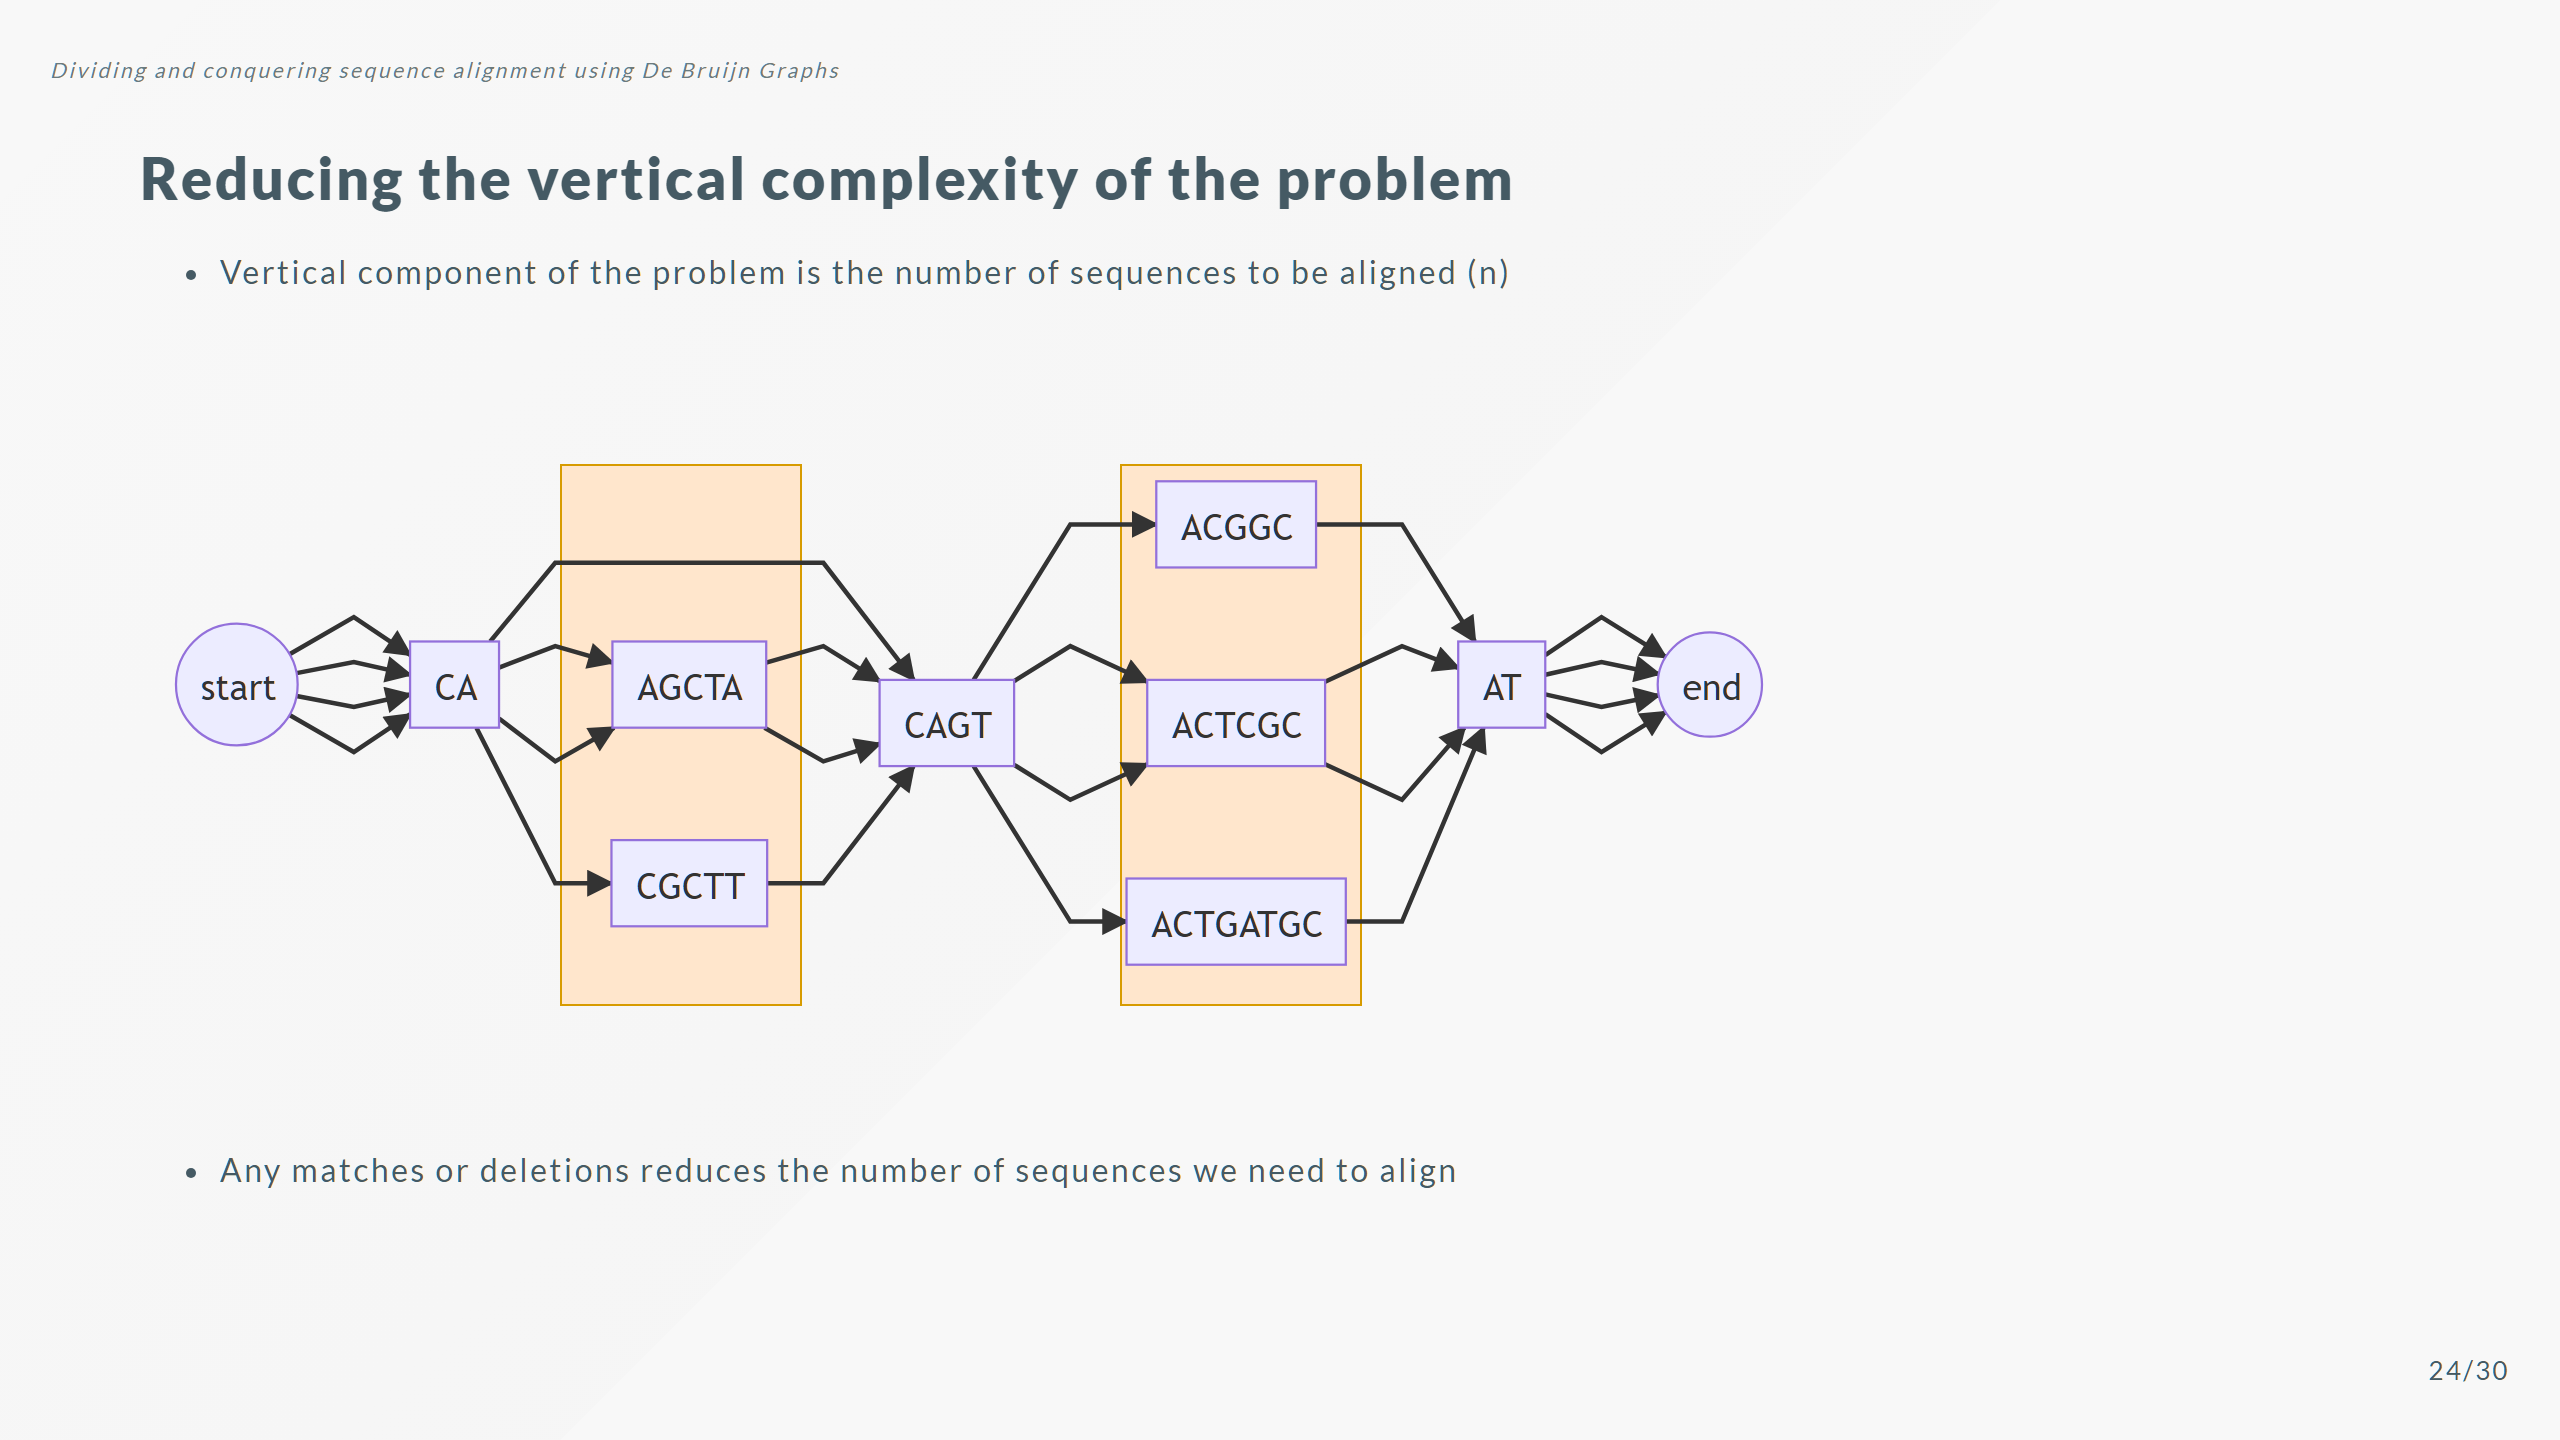 Dividing and conquering sequence alignment using De Bruijn Graphs
Reducing the vertical complexity of the problem
• Vertical component of the problem is the number of sequences to be aligned (n)
start
CA
AGCTA
CGCTT
CAGT
ACGGC
ACTCGC
ACTGATGC
AT
end
• Any matches or deletions reduces the number of sequences we need to align
24/30